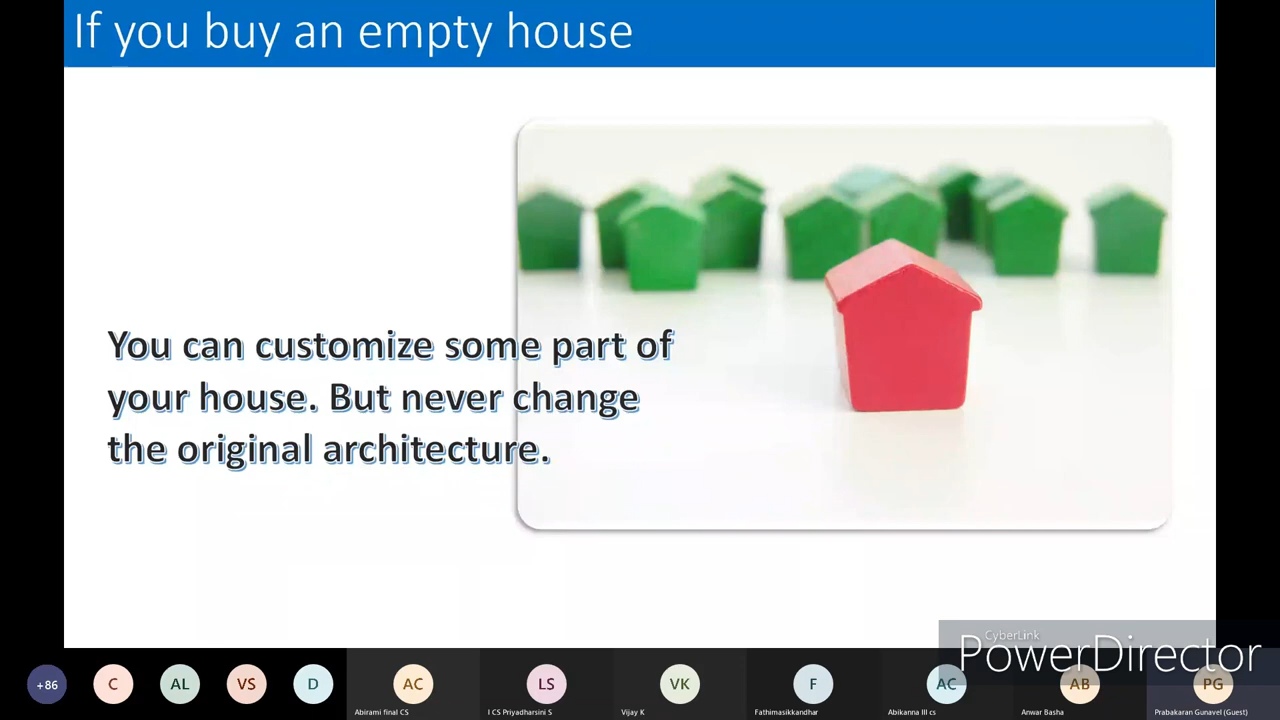 If you buy an empty house
You can customize some part of
your house. But never change
the original architecture.
CyberLink
PowerDirector
+86
C
AL
VS
D
AC
LS
VK
F
AC
AB
PG
Abirami final CS
I CS Priyadharsini S
Vijay K
Fathimasikkandhar
Abikanna III cs
Anwar Basha
Prabakaran Gunavel (Guest)